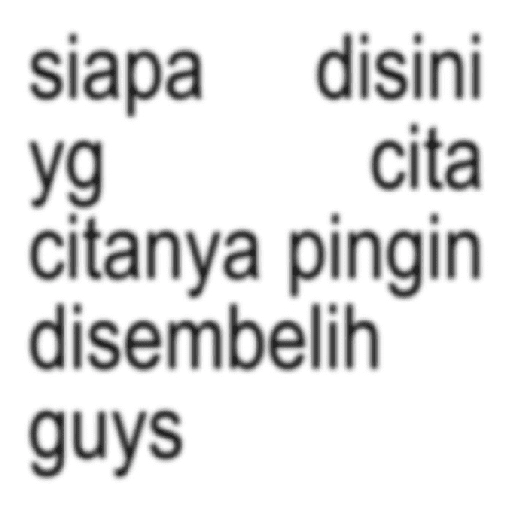 siapa disini
yg cita
citanya pingin
disembelih
guys